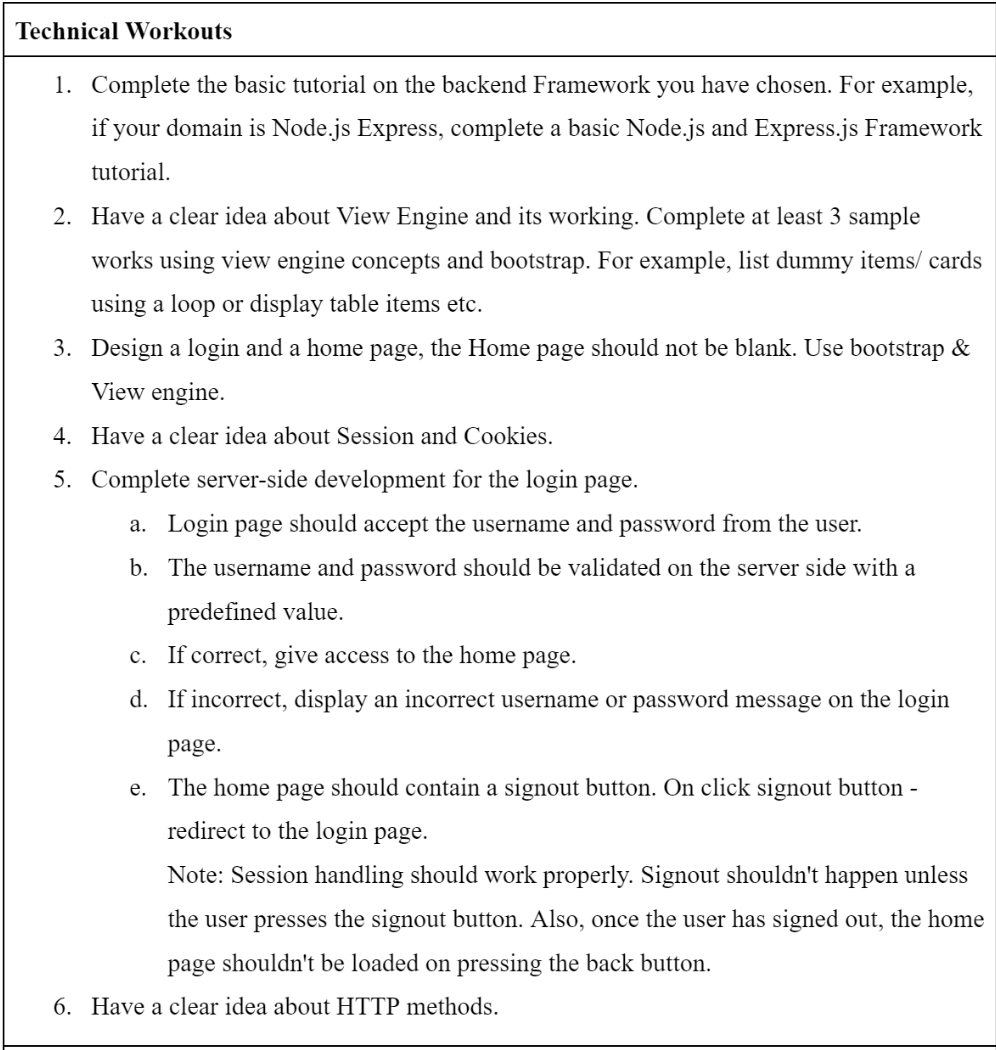 Technical Workouts
1. Complete the basic tutorial on the backend Framework you have chosen. For example,
if your domain is Node.js Express, complete a basic Node.js and Express.js Framework
tutorial.
2. Have a clear idea about View Engine and its working. Complete at least 3 sample
works using view engine concepts and bootstrap. For example, list dummy items/ cards
using a loop or display table items etc.
3. Design a login and a home page, the Home page should not be blank. Use bootstrap &
View engine.
4. Have a clear idea about Session and Cookies.
5. Complete server-side development for the login page.
a. Login page should accept the username and password from the user.
b. The username and password should be validated on the server side with a
predefined value.
c. If correct, give access to the home page.
d. If incorrect, display an incorrect username or password message on the login
page.
e. The home page should contain a signout button. On click signout button -
redirect to the login page.
Note: Session handling should work properly. Signout shouldn't happen unless
the user presses the signout button. Also, once the user has signed out, the home
page shouldn't be loaded on pressing the back button.
6. Have a clear idea about HTTP methods.